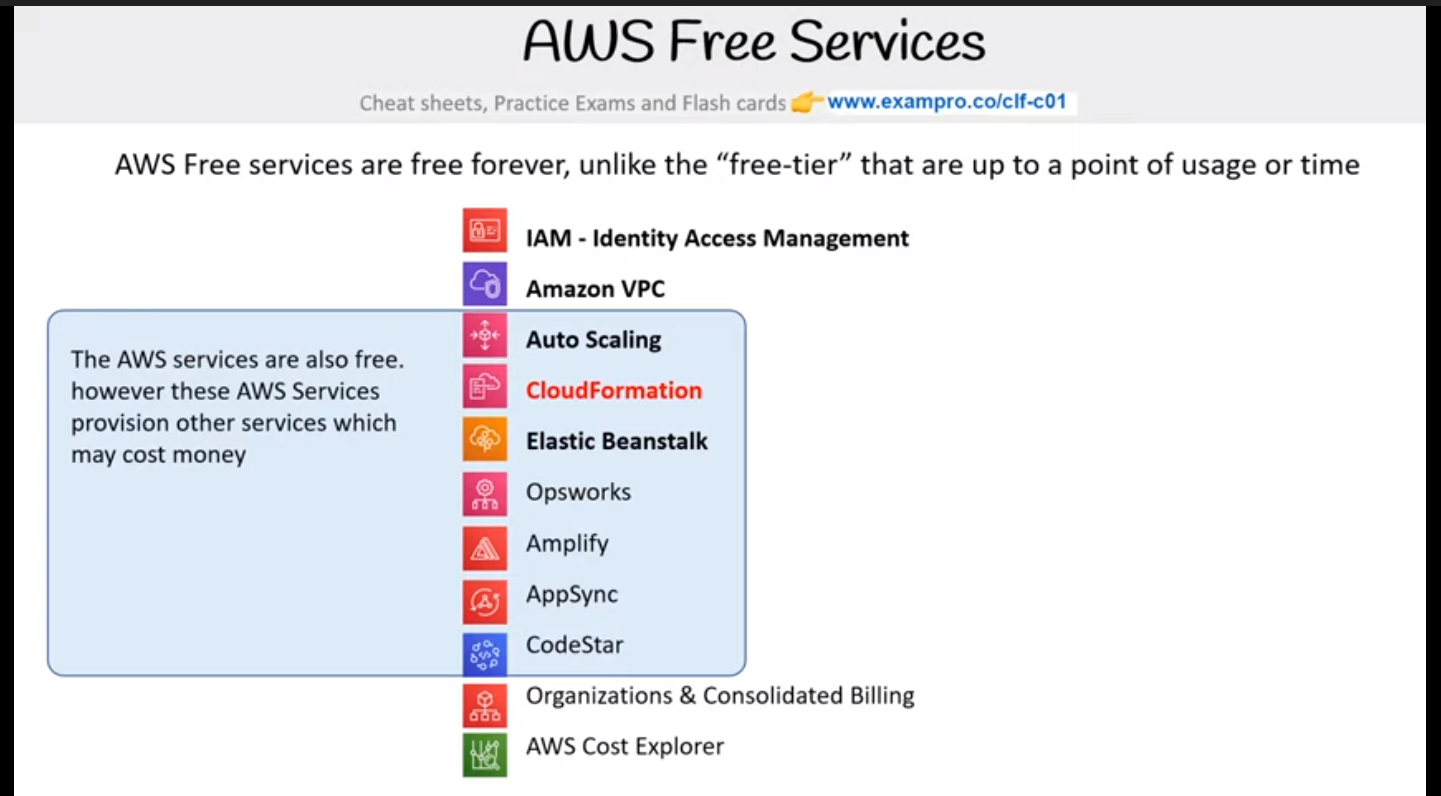 AWS Free Services
Cheat sheets, Practice Exams and Flash cards 👉 www.exampro.co/clf-c01
AWS Free services are free forever, unlike the “free-tier” that are up to a point of usage or time
IAM - Identity Access Management
Amazon VPC
The AWS services are also free.
however these AWS Services
provision other services which
may cost money
Auto Scaling
CloudFormation
Elastic Beanstalk
Opsworks
Amplify
AppSync
CodeStar
Organizations & Consolidated Billing
AWS Cost Explorer